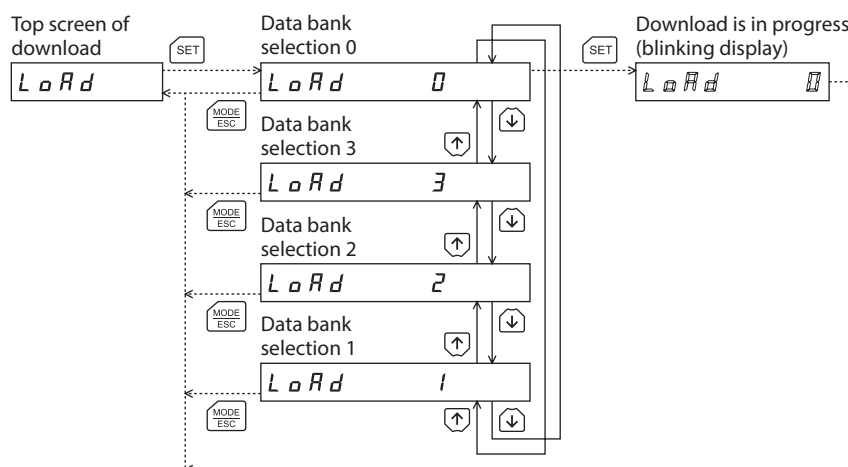 Top screen of
download
SET
LoAd
Data bank
selection 0
LoAd 0
SET
Download is in progress
(blinking display)
LoAd 0
MODE
ESC
Data bank
selection 3
LoAd 3
MODE
ESC
Data bank
selection 2
LoAd 2
MODE
ESC
Data bank
selection 1
LoAd 1
MODE
ESC